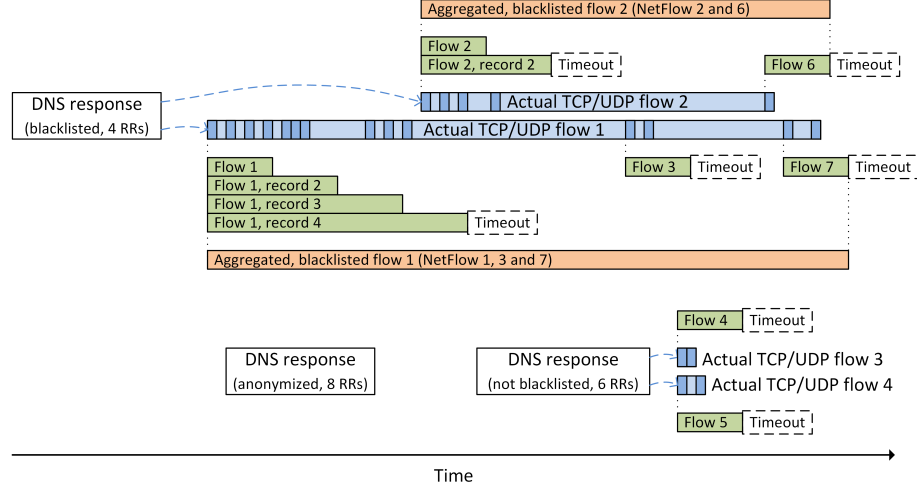 Aggregated, blacklisted flow 2 (NetFlow 2 and 6)
Flow 2
Flow 2, record 2
Timeout
Flow 6
Timeout
DNS response
(blacklisted, 4 RRs)
Actual TCP/UDP flow 2
Actual TCP/UDP flow 1
Flow 1
Flow 1, record 2
Flow 1, record 3
Flow 1, record 4
Timeout
Flow 3
Timeout
Flow 7
Timeout
Aggregated, blacklisted flow 1 (NetFlow 1, 3 and 7)
Flow 4
Timeout
DNS response
(anonymized, 8 RRs)
DNS response
(not blacklisted, 6 RRs)
Actual TCP/UDP flow 3
Actual TCP/UDP flow 4
Flow 5
Timeout
Time